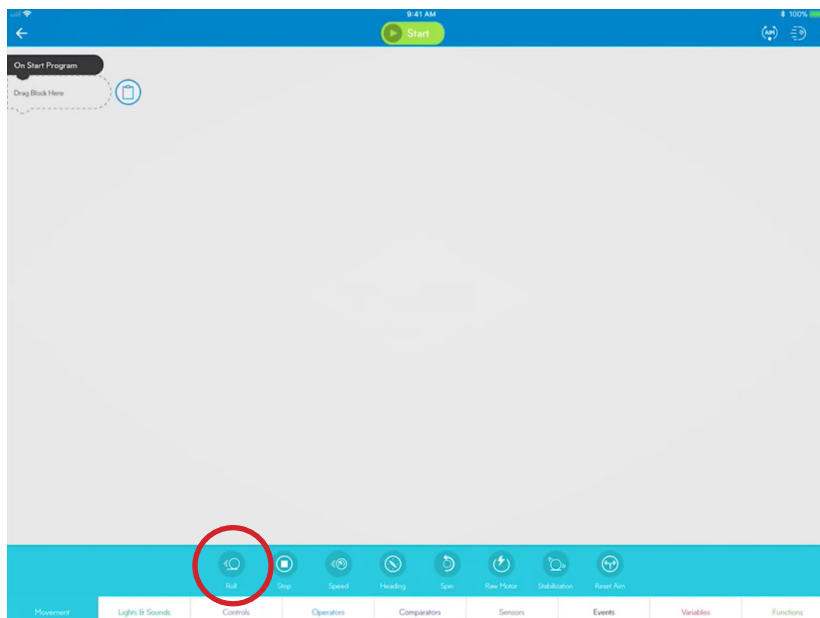 9:41 AM
100%
Start
AIM
On Start Program
Drag Block Here
Roll
Stop
Speed
Heading
Spin
Raw Motor
Stabilization
Reset Aim
Movement
Lights & Sounds
Controls
Operators
Comparators
Sensors
Events
Variables
Functions